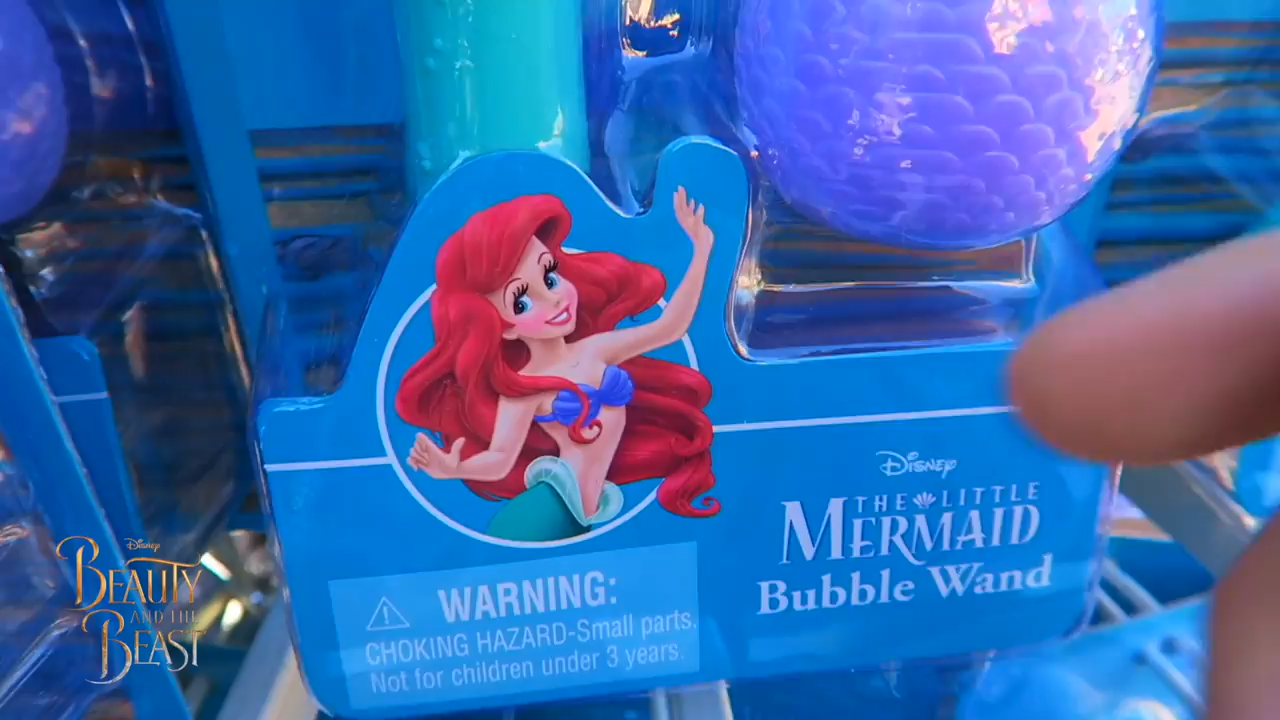 Disney
THE LITTLE
MERMAID
Bubble Wand
WARNING:
CHOKING HAZARD-Small parts.
Not for children under 3 years.
Disney
BEAUTY
AND THE
BEAST